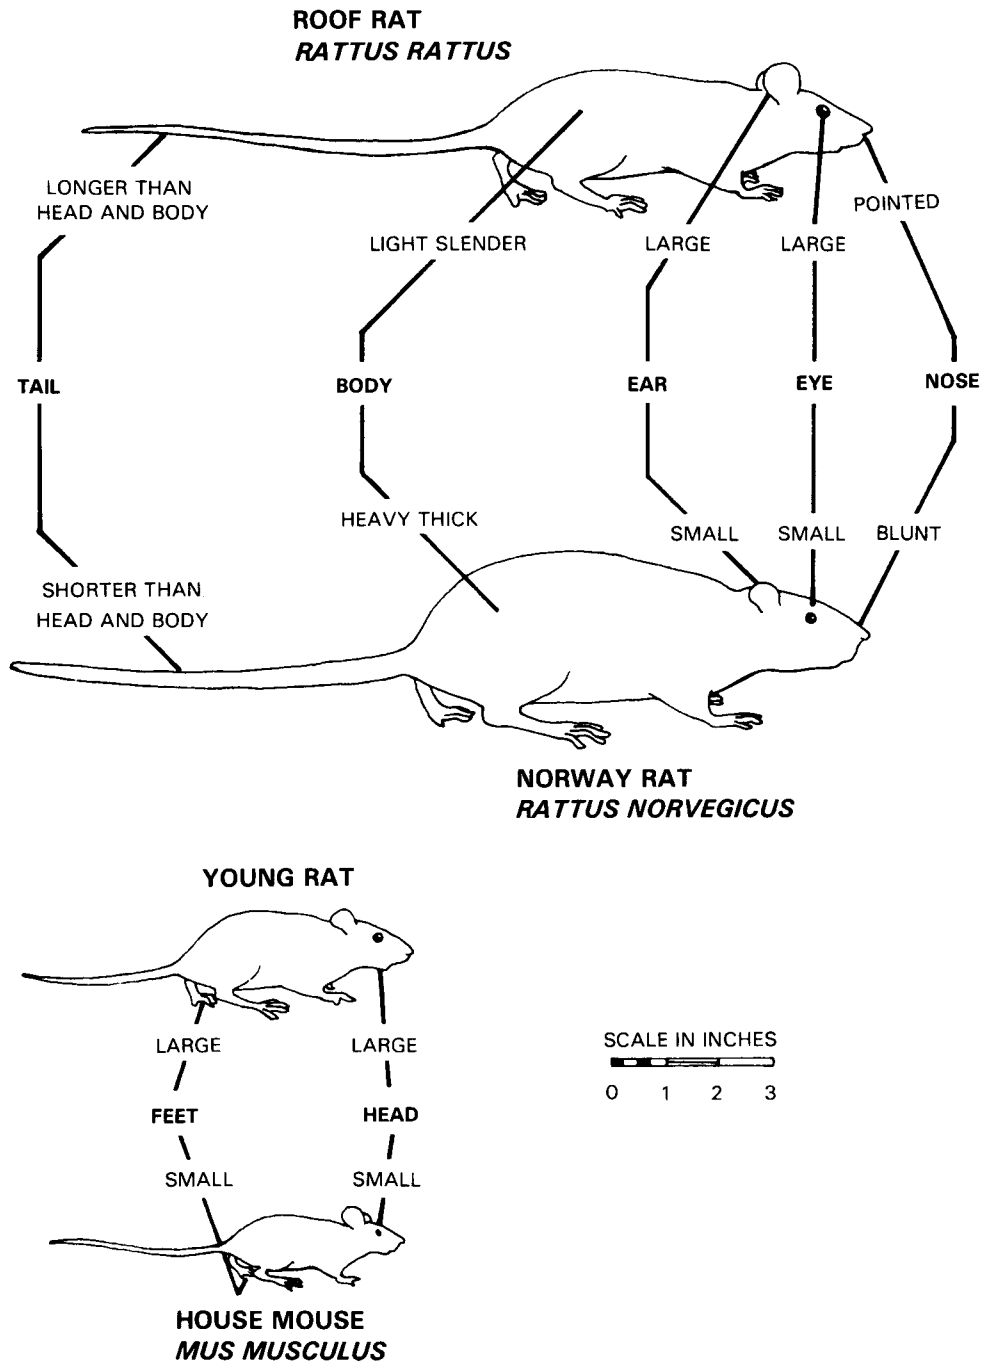 ROOF RAT
RATTUS RATTUS
LONGER THAN
HEAD AND BODY
LIGHT SLENDER
LARGE
LARGE
POINTED
TAIL
BODY
EAR
EYE
NOSE
HEAVY THICK
SMALL
SMALL
BLUNT
SHORTER THAN
HEAD AND BODY
NORWAY RAT
RATTUS NORVEGICUS
YOUNG RAT
LARGE
LARGE
FEET
HEAD
SMALL
SMALL
HOUSE MOUSE
MUS MUSCULUS
SCALE IN INCHES
0 1 2 3